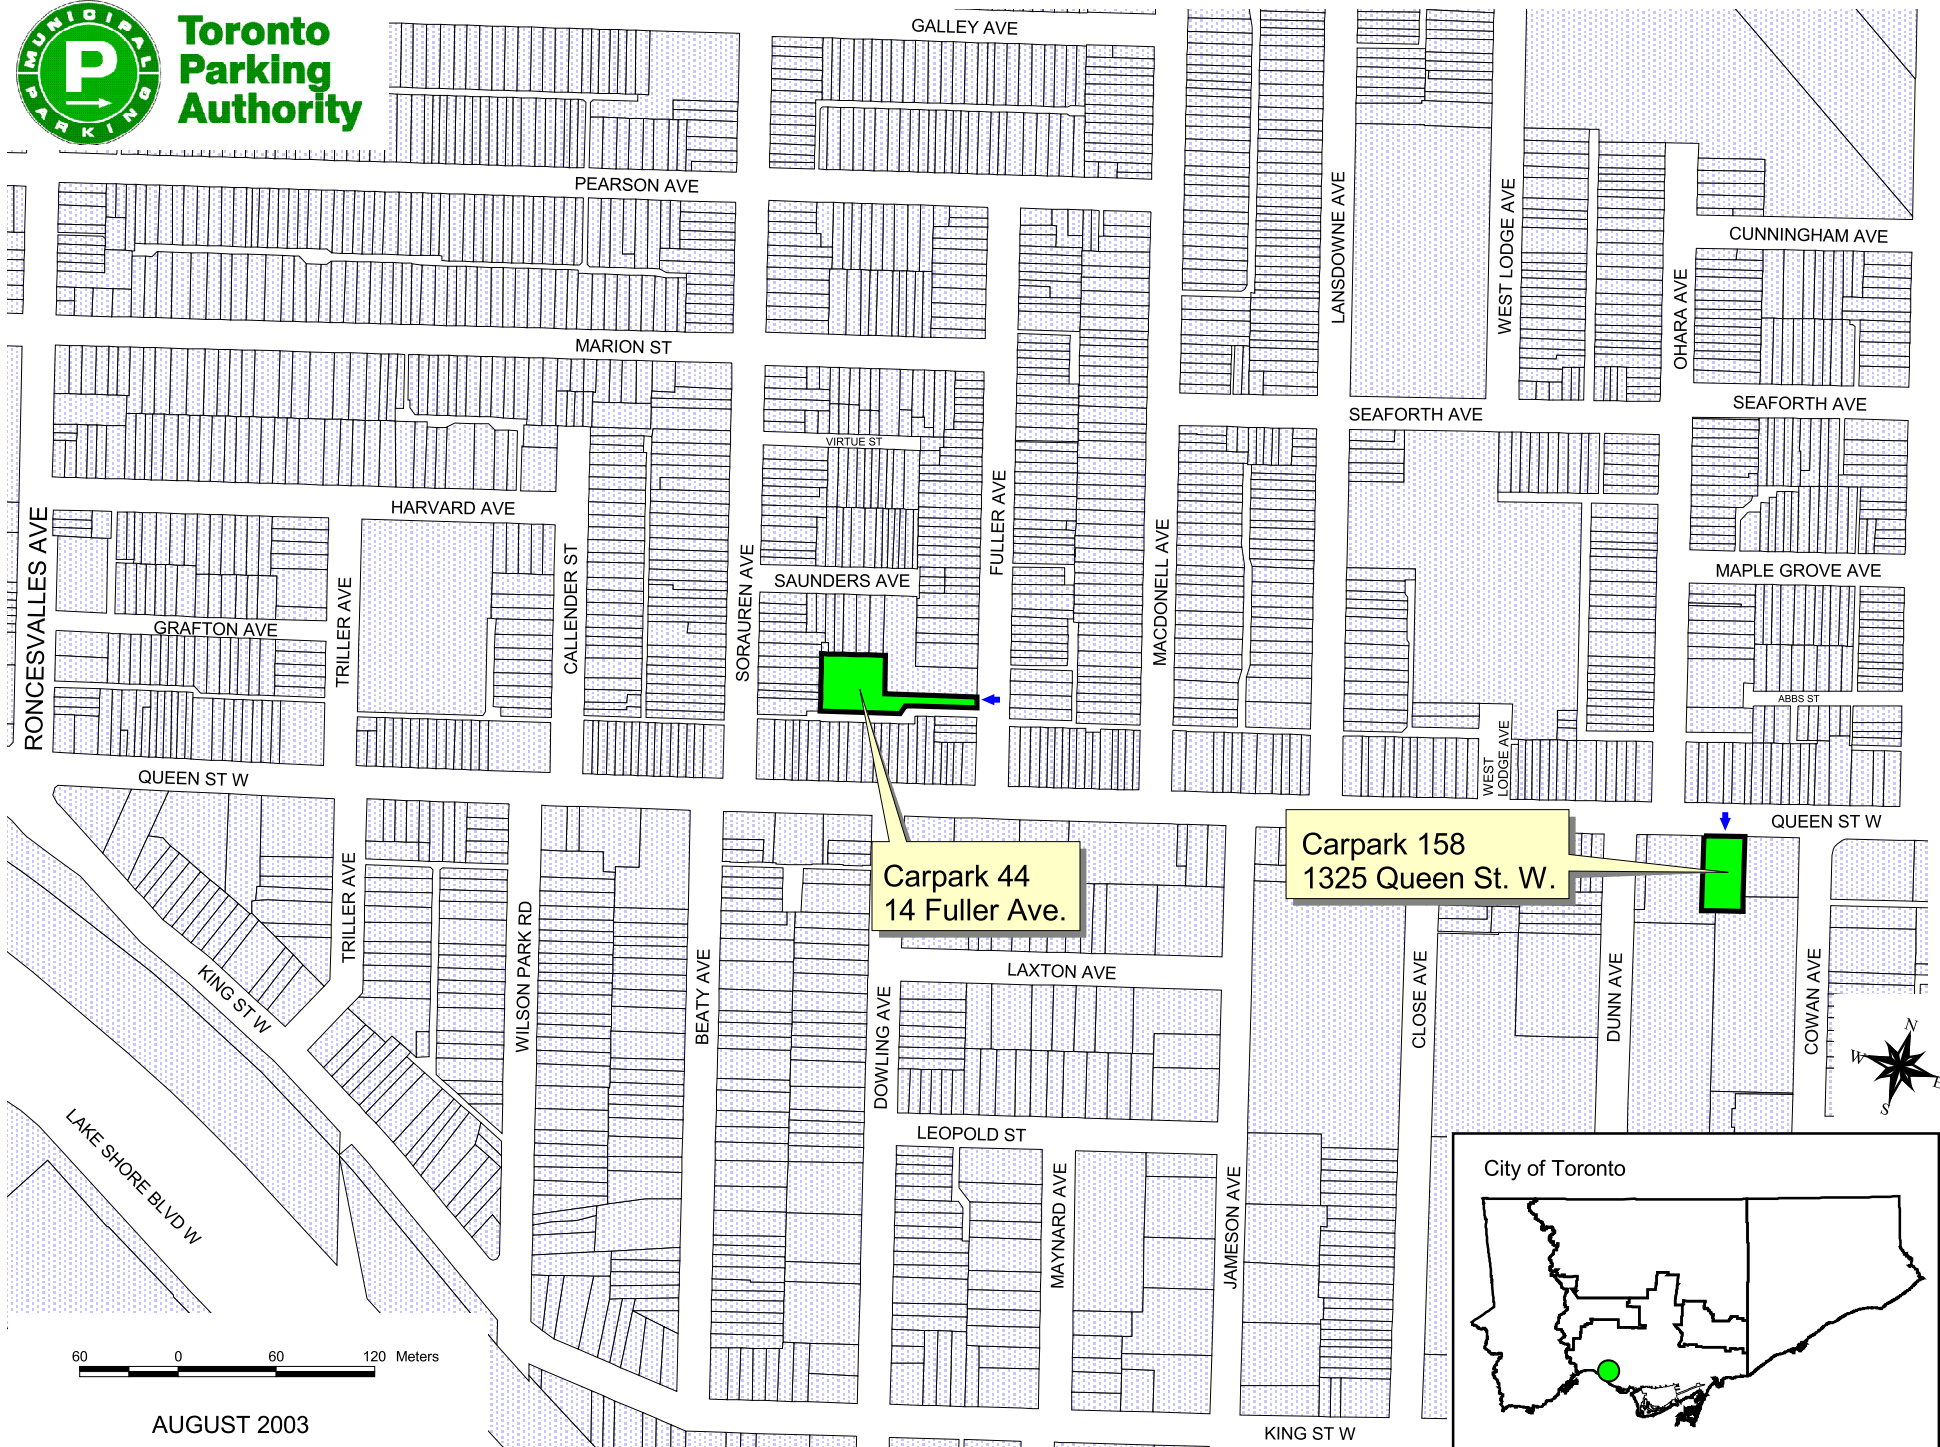 MUNICIPAL PARKING
P
Toronto
Parking
Authority
GALLEY AVE
PEARSON AVE
LANSDOWNE AVE
WEST LODGE AVE
CUNNINGHAM AVE
OHARA AVE
MARION ST
SEAFORTH AVE
SEAFORTH AVE
VIRTUE ST
HARVARD AVE
RONCESVALLES AVE
FULLER AVE
MACDONELL AVE
SORAUREN AVE
CALLENDER ST
TRILLER AVE
SAUNDERS AVE
MAPLE GROVE AVE
GRAFTON AVE
ABBS ST
WEST
LODGE AVE
QUEEN ST W
QUEEN ST W
Carpark 158
1325 Queen St. W.
Carpark 44
14 Fuller Ave.
TRILLER AVE
WILSON PARK RD
BEATY AVE
DOWLING AVE
LAXTON AVE
CLOSE AVE
DUNN AVE
COWAN AVE
KING ST W
N
W
E
S
LAKE SHORE BLVD W
LEOPOLD ST
MAYNARD AVE
JAMESON AVE
City of Toronto
60 0 60 120 Meters
AUGUST 2003
KING ST W